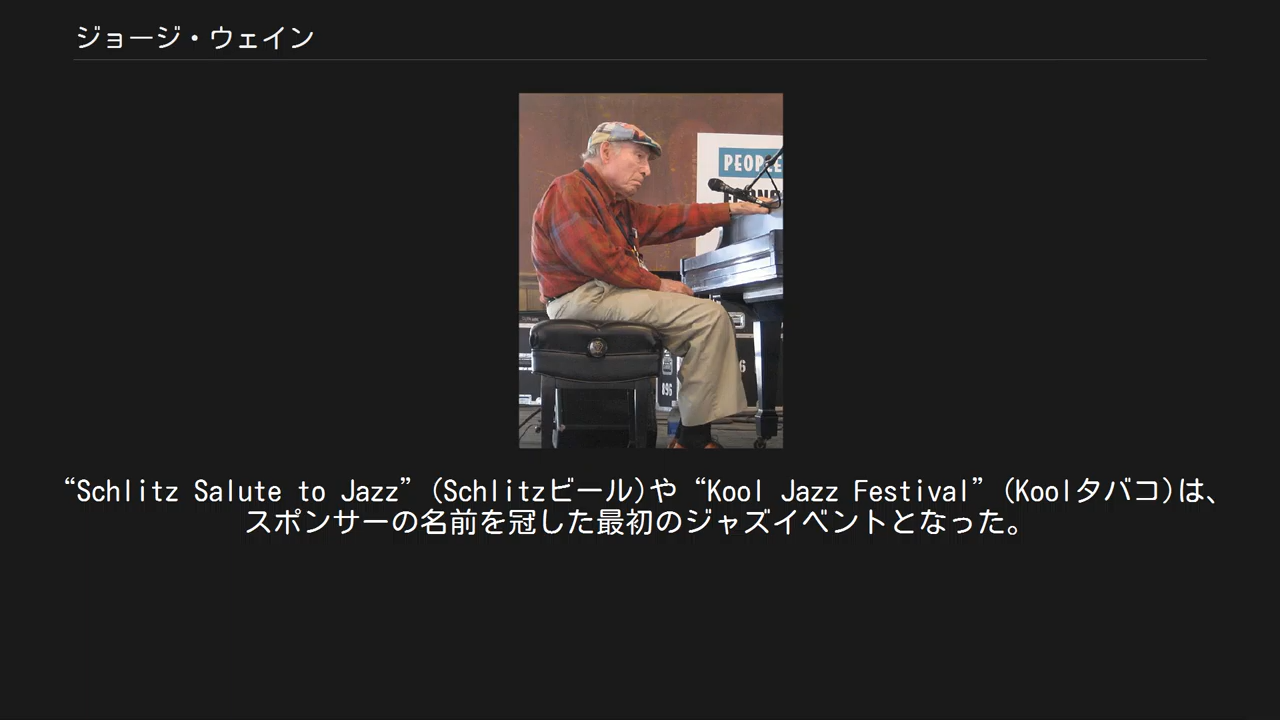 ジョージ・ウェイン
PEOPLE
096
6
“Schlitz Salute to Jazz” (Schlitzビール)や “Kool Jazz Festival” (Koolタバコ)は、
スポンサーの名前を冠した最初のジャズイベントとなった。